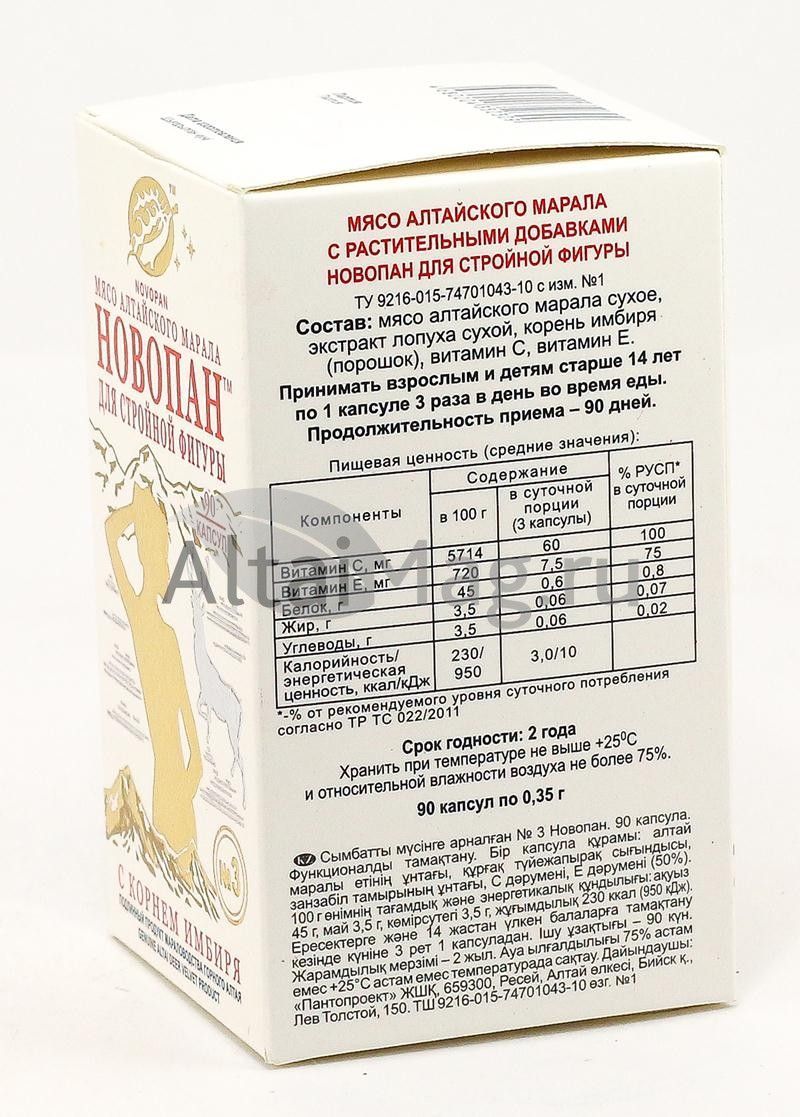 NOVOPAN
МЯСО АЛТАЙСКОГО МАРАЛА
НОВОПАН™
ДЛЯ СТРОЙНОЙ ФИГУРЫ
90
КАПСУЛ
№3
С КОРНЕМ ИМБИРЯ
ПОДЛИННЫЙ ПРОДУКТ МАРАЛОВОДСТВА ГОРНОГО АЛТАЯ
GENUINE ALTAI DEER VELVET PRODUCT
МЯСО АЛТАЙСКОГО МАРАЛА
С РАСТИТЕЛЬНЫМИ ДОБАВКАМИ
НОВОПАН ДЛЯ СТРОЙНОЙ ФИГУРЫ
ТУ 9216-015-74701043-10 с изм. №1
Состав: мясо алтайского марала сухое,
экстракт лопуха сухой, корень имбиря
(порошок), витамин С, витамин Е.
Принимать взрослым и детям старше 14 лет
по 1 капсуле 3 раза в день во время еды.
Продолжительность приема – 90 дней.
Пищевая ценность (средние значения):
Компоненты Содержание % РУСП*
в суточной
порции
в 100 г в суточной
порции
(3 капсулы)
Витамин С, мг 5714 60 100
Витамин Е, мг 720 7,5 75
Белок, г 45 0,6 0,8
Жир, г 3,5 0,06 0,07
Углеводы, г 3,5 0,06 0,02
Калорийность/
энергетическая
ценность, ккал/кДж 230/
950 3,0/10
*-% от рекомендуемого уровня суточного потребления
согласно ТР ТС 022/2011
Срок годности: 2 года
Хранить при температуре не выше +25⁰С
и относительной влажности воздуха не более 75%.
90 капсул по 0,35 г
KZ Сымбатты мүсінге арналған № 3 Новопан. 90 капсула.
Функционалды тамақтану. Бір капсула құрамы: алтай
маралы етінің ұнтағы, құрғақ түйежапырақ сығындысы,
занзабіл тамырының ұнтағы, С дәрумені, Е дәрумені (50%).
100 г өнімнің тағамдық және энергетикалық құндылығы: ақуыз
45 г, май 3,5 г, көмірсутегі 3,5 г, жұғымдылық 230 ккал (950 кДж).
Ересектерге және 14 жастан үлкен балаларға тамақтану
кезінде күніне 3 рет 1 капсуладан. Ішу ұзақтығы – 90 күн.
Жарамдылық мерзімі – 2 жыл. Ауа ылғалдылығы 75% астам
емес +25°С астам емес температурада сақтау. Дайындаушы:
«Пантопроект» ЖШҚ, 659300, Ресей, Алтай өлкесі, Бийск қ.,
Лев Толстой, 150. ТШ 9216-015-74701043-10 өзг. №1
AltaiMag.ru